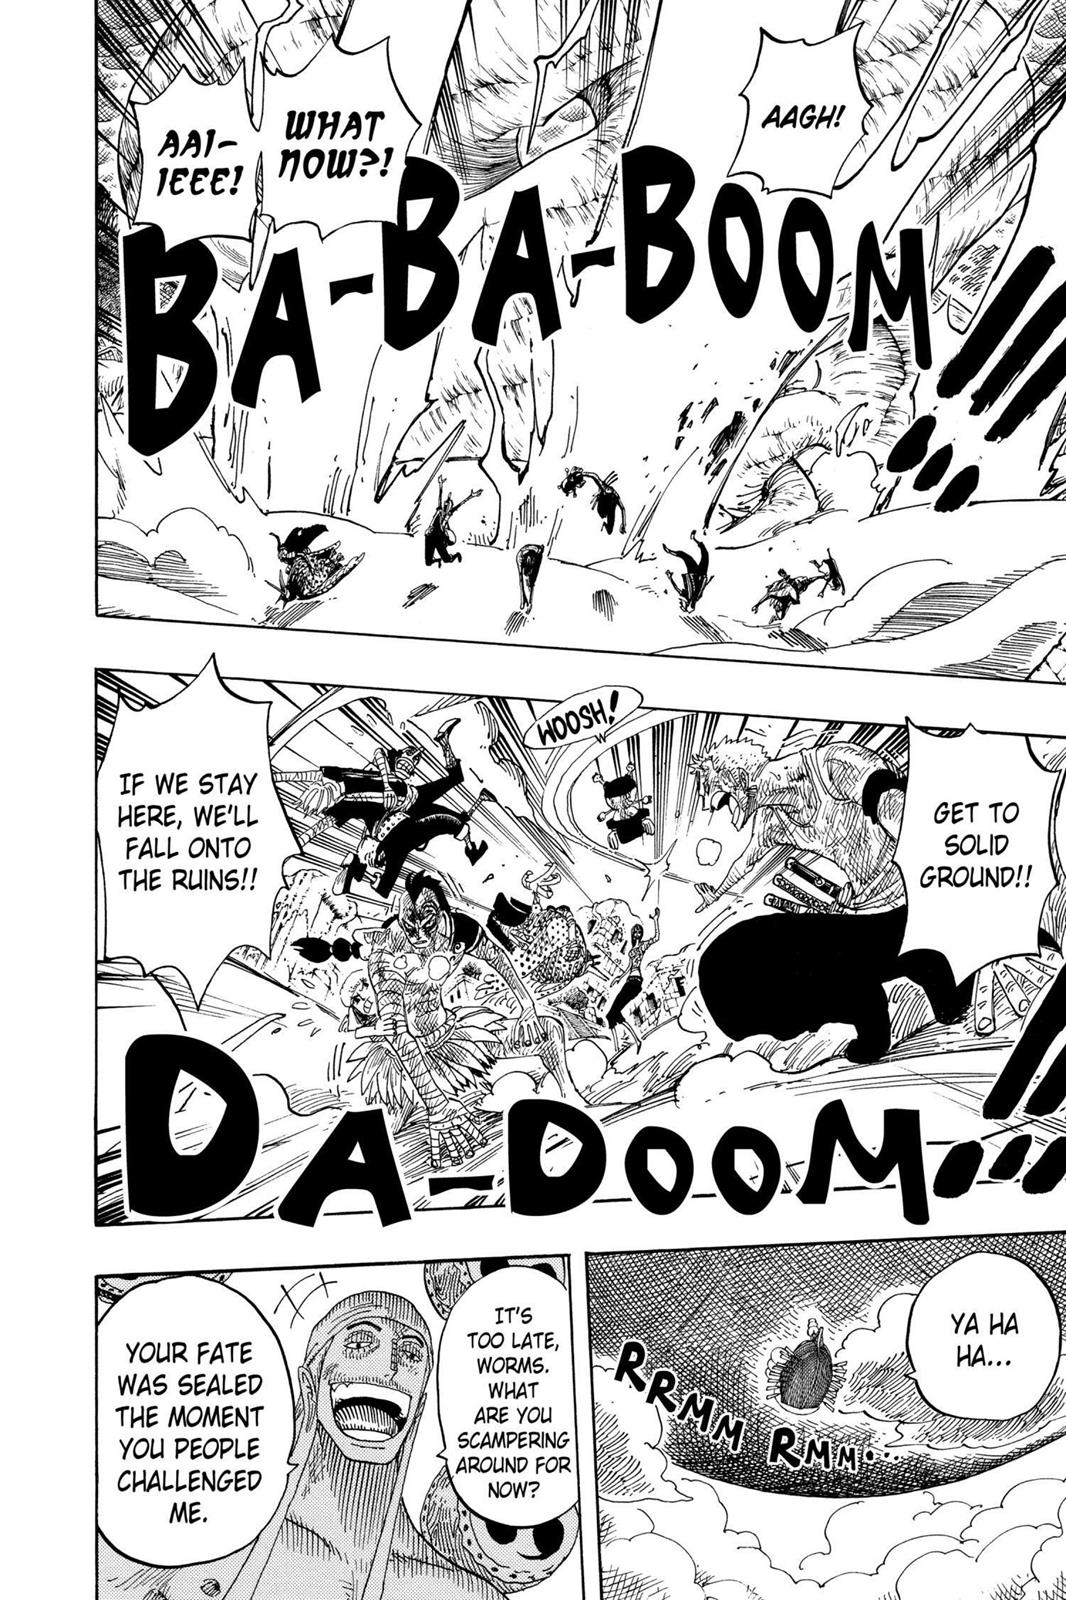 AAGH!
WHAT
NOW?!
AAI-
IEEE!
BA-BA-BOOM!!!
WOOSH!
GET TO
SOLID
GROUND!!
IF WE STAY
HERE, WE'LL
FALL ONTO
THE RUINS!!
DA-DOOM!!!
YA HA
HA...
RRMM RMM...
IT'S
TOO LATE,
WORMS.
WHAT
ARE YOU
SCAMPERING
AROUND FOR
NOW?
YOUR FATE
WAS SEALED
THE MOMENT
YOU PEOPLE
CHALLENGED
ME.